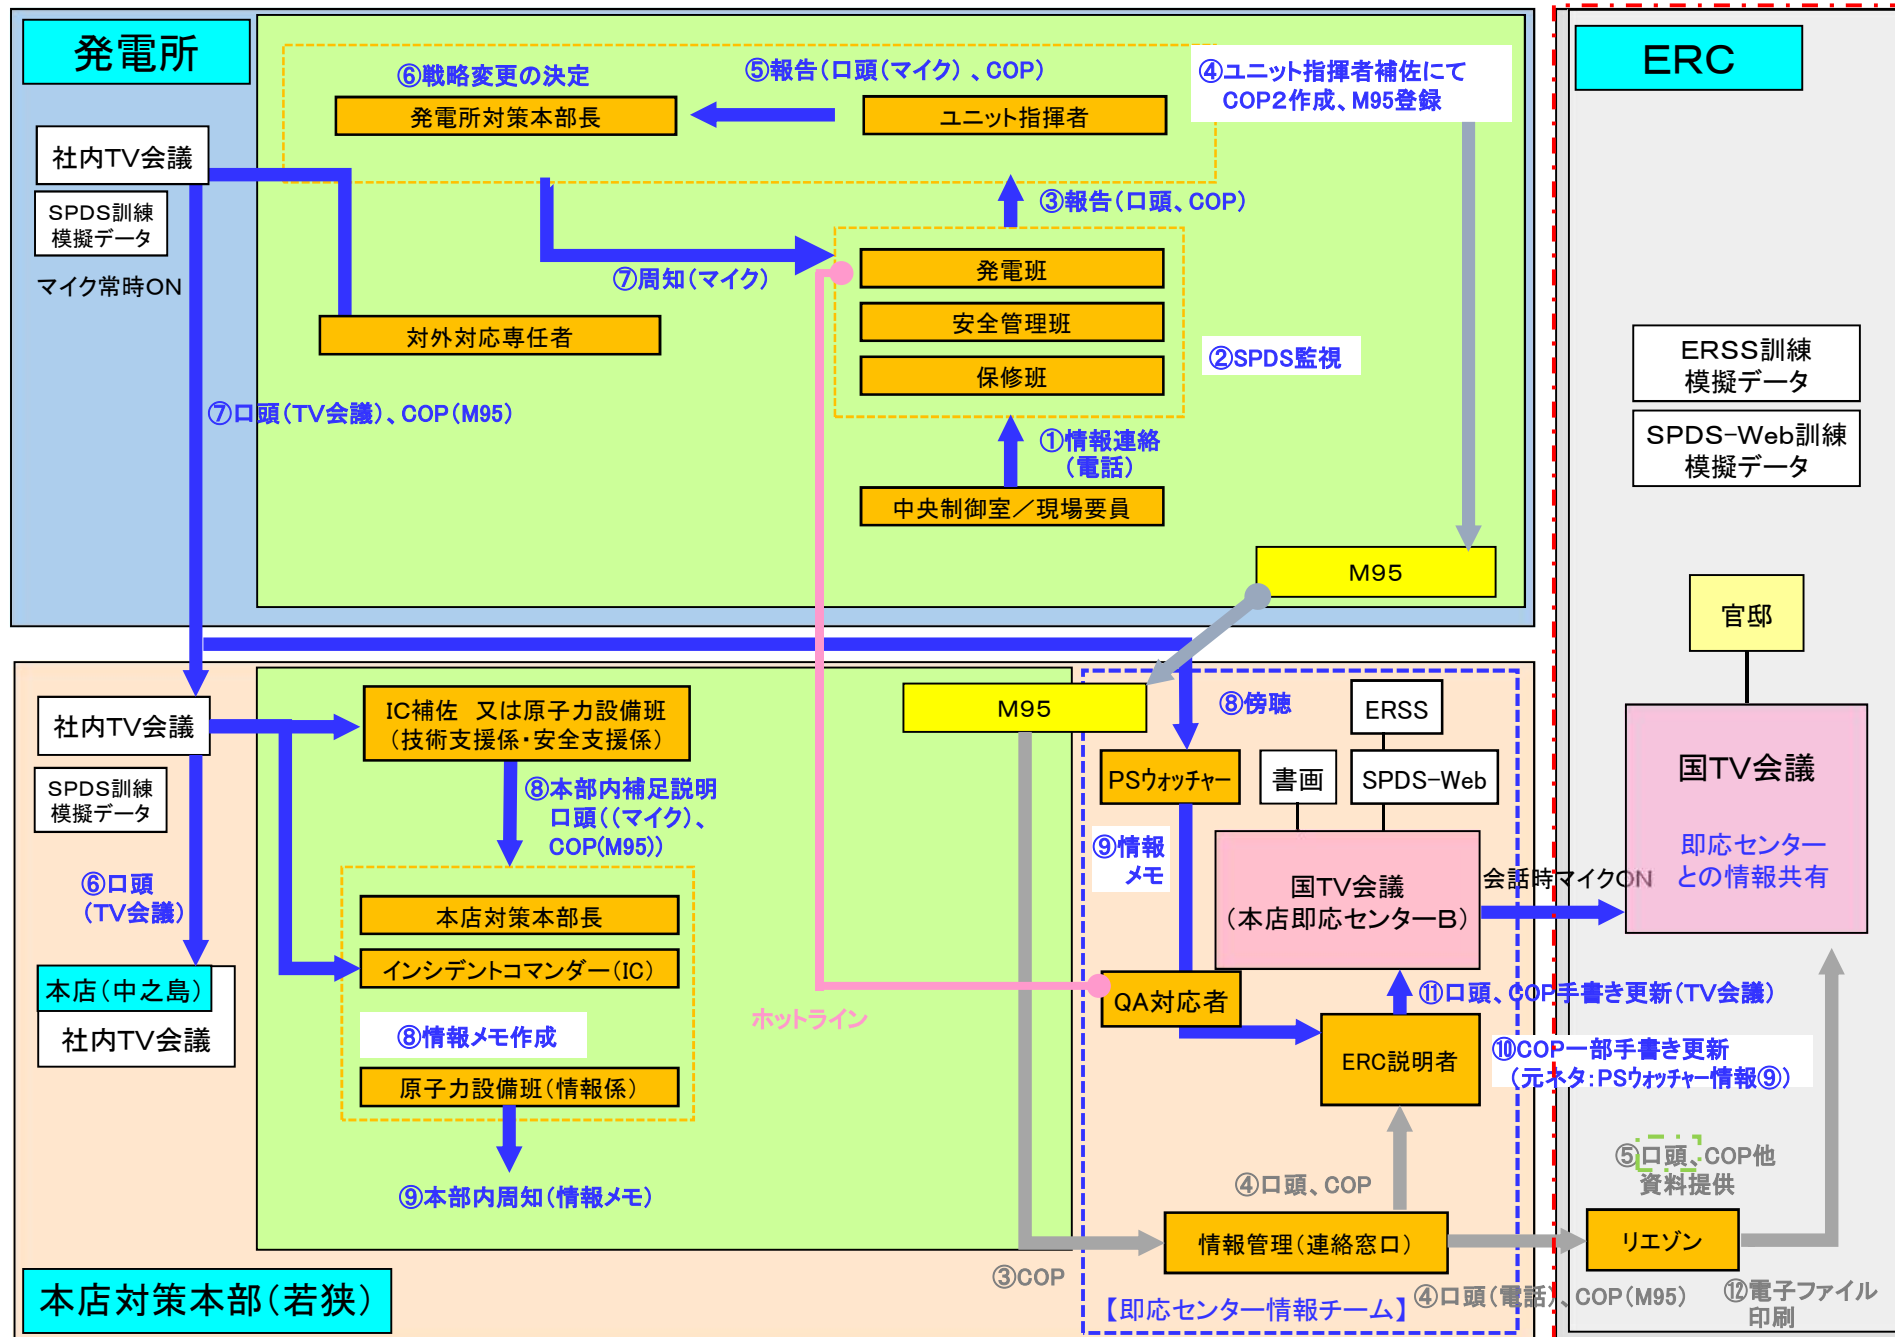 発電所
⑥戦略変更の決定
⑤報告（口頭（マイク）、COP）
④ユニット指揮者補佐にて
COP２作成、M95登録
ERC
発電所対策本部長
ユニット指揮者
社内TV会議
SPDS訓練
模擬データ
マイク常時ON
③報告（口頭、COP）
⑦周知（マイク）
発電班
安全管理班
保修班
対外対応専任者
②SPDS監視
ERSS訓練
模擬データ
SPDS-Web訓練
模擬データ
⑦口頭（TV会議）、COP（M95）
①情報連絡
（電話）
中央制御室／現場要員
M95
官邸
社内TV会議
SPDS訓練
模擬データ
IC補佐　又は原子力設備班
（技術支援係・安全支援係）
M95
⑧傍聴
ERSS
PSウォッチャー
書画
SPDS-Web
国TV会議
即応センター
との情報共有
⑧本部内補足説明
口頭（（マイク）、
COP(M95)）
⑨情報
メモ
国TV会議
（本店即応センターB）
会話時マイクON
⑥口頭
（TV会議）
本店対策本部長
インシデントコマンダー（IC）
本店（中之島）
社内TV会議
⑧情報メモ作成
原子力設備班（情報係）
⑨本部内周知（情報メモ）
ホットライン
QA対応者
⑪口頭、COP手書き更新（TV会議）
ERC説明者
⑩COP一部手書き更新
（元ネタ：PSウォッチャー情報⑨）
⑤口頭、COP他
資料提供
④口頭、COP
情報管理（連絡窓口）
リエゾン
③COP
④口頭（電話）、COP（M95）
⑫電子ファイル
印刷
【即応センター情報チーム】
本店対策本部（若狭）